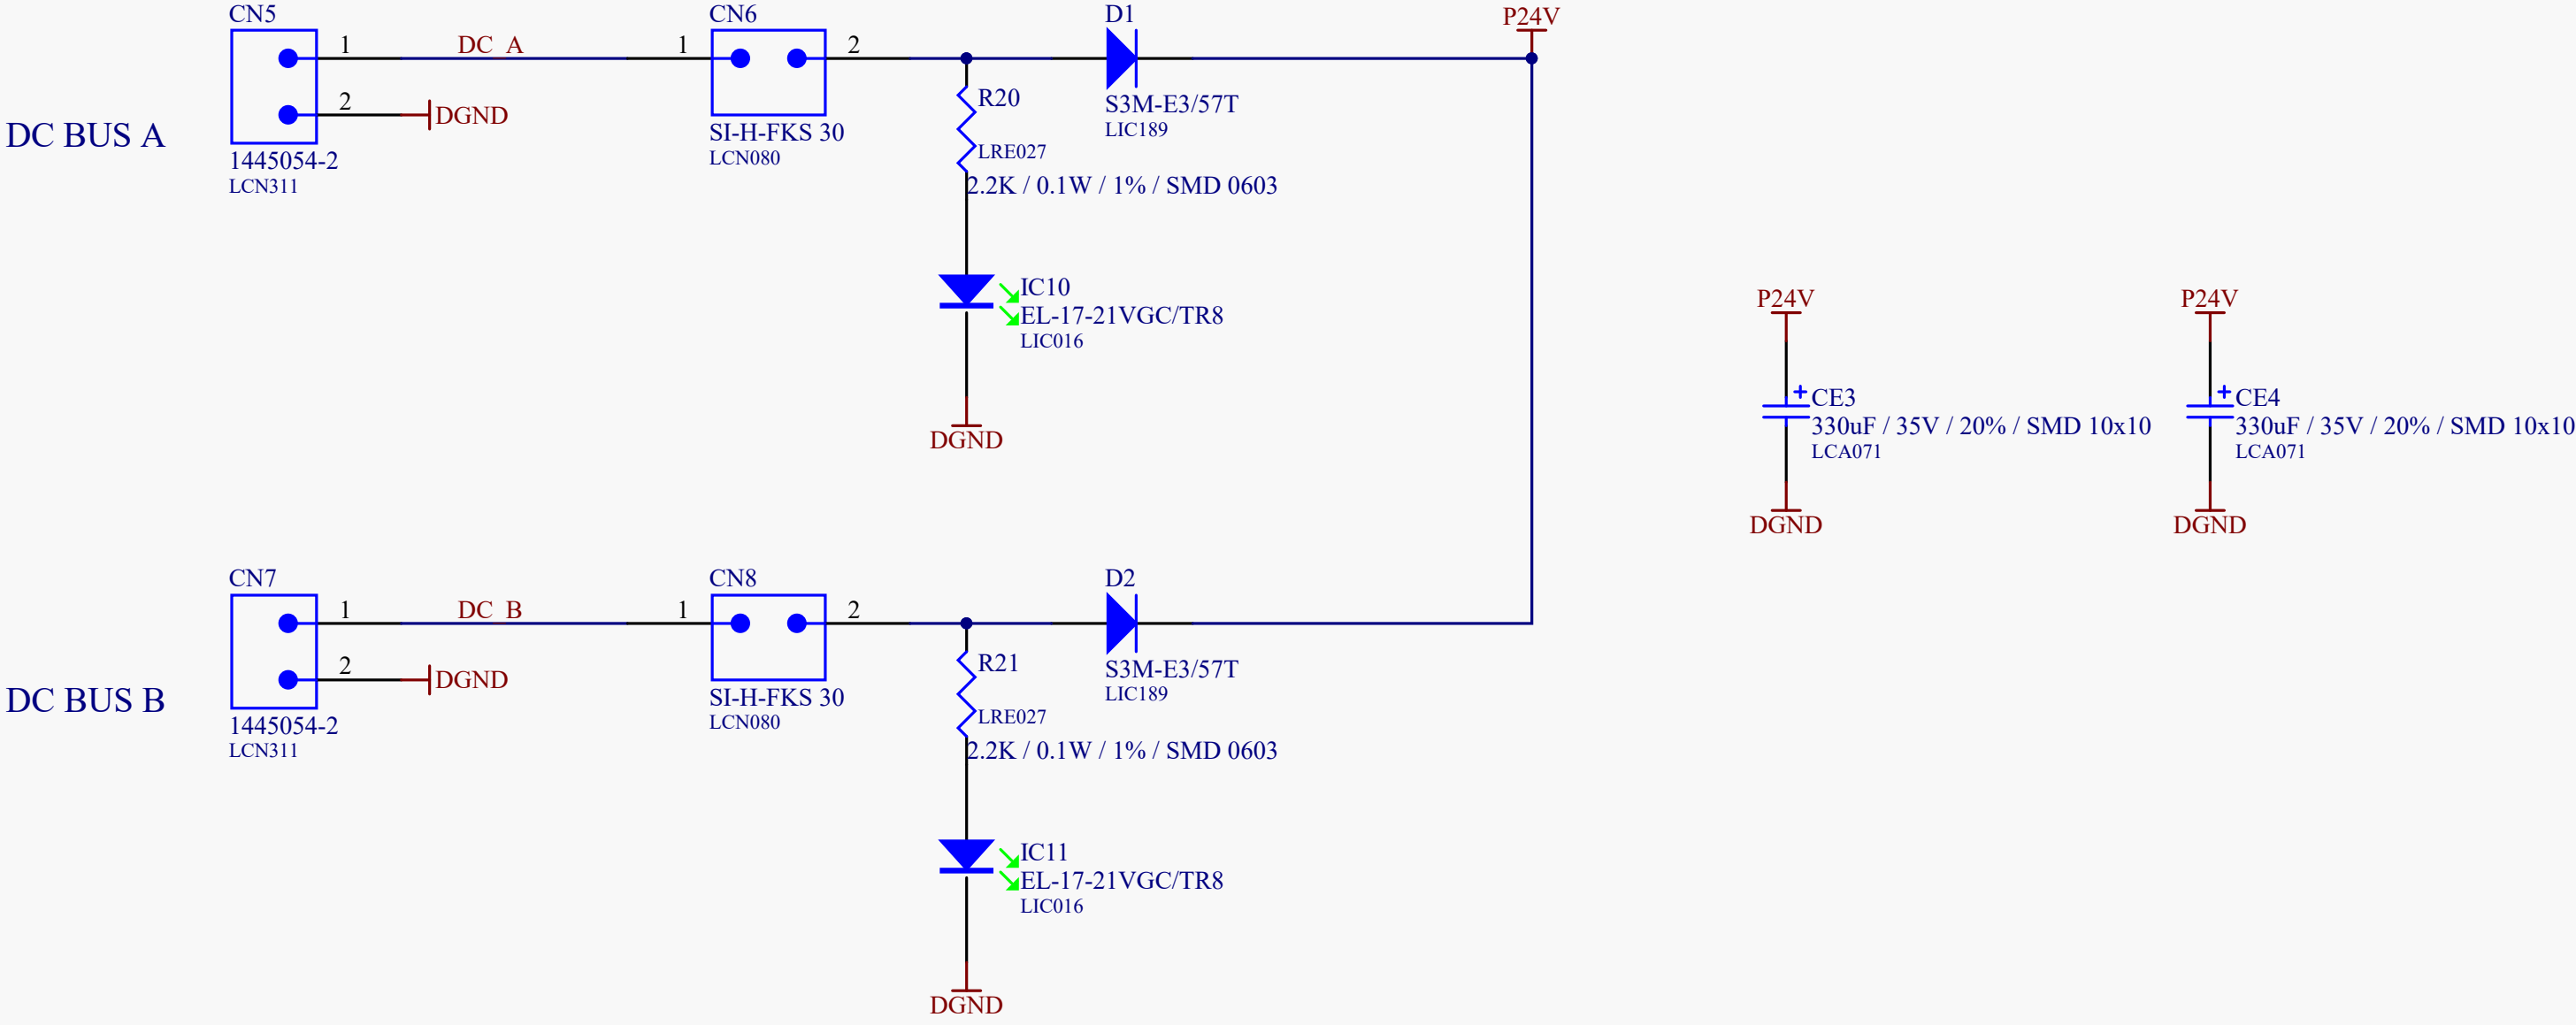 CN5
1
DC_A
2
DGND
DC BUS A
1445054-2
LCN311
CN6
1
2
SI-H-FKS 30
LCN080
D1
S3M-E3/57T
LIC189
P24V
R20
LRE027
2.2K / 0.1W / 1% / SMD 0603
IC10
EL-17-21VGC/TR8
LIC016
DGND
P24V
CE3
330uF / 35V / 20% / SMD 10x10
LCA071
DGND
P24V
CE4
330uF / 35V / 20% / SMD 10x10
LCA071
DGND
CN7
1
DC_B
2
DGND
DC BUS B
1445054-2
LCN311
CN8
1
2
SI-H-FKS 30
LCN080
D2
S3M-E3/57T
LIC189
R21
LRE027
2.2K / 0.1W / 1% / SMD 0603
IC11
EL-17-21VGC/TR8
LIC016
DGND